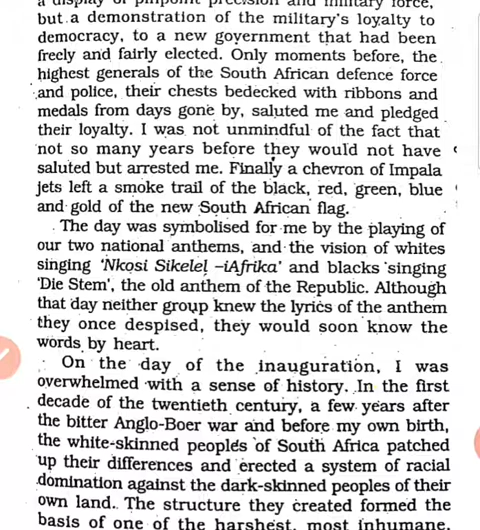 a display of pinpoint precision and military force,
but a demonstration of the military's loyalty to
democracy, to a new government that had been
freely and fairly elected. Only moments before, the
highest generals of the South African defence force
and police, their chests bedecked with ribbons and
medals from days gone by, saluted me and pledged
their loyalty. I was not unmindful of the fact that
not so many years before they would not have
saluted but arrested me. Finally a chevron of Impala
jets left a smoke trail of the black, red, green, blue
and gold of the new South African flag.
The day was symbolised for me by the playing of
our two national anthems, and the vision of whites
singing 'Nkosi Sikelel –iAfrika' and blacks singing
'Die Stem', the old anthem of the Republic. Although
that day neither group knew the lyrics of the anthem
they once despised, they would soon know the
words by heart.
On the day of the inauguration, I was
overwhelmed with a sense of history. In the first
decade of the twentieth century, a few years after
the bitter Anglo-Boer war and before my own birth,
the white-skinned peoples of South Africa patched
up their differences and erected a system of racial
domination against the dark-skinned peoples of their
own land. The structure they created formed the
basis of one of the harshest, most inhumane,